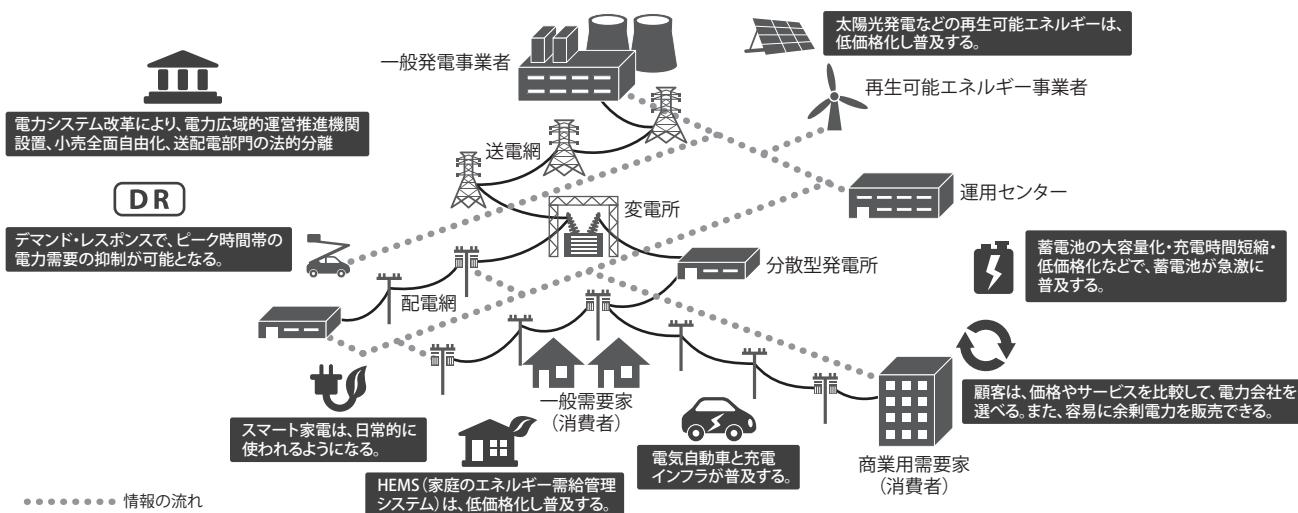 一般発電事業者
太陽光発電などの再生可能エネルギーは、
低価格化し普及する。
再生可能エネルギー事業者
電力システム改革により、電力広域的運営推進機関
設置、小売全面自由化、送配電部門の法的分離
送電網
DR
変電所
運用センター
デマンド・レスポンスで、ピーク時間帯の
電力需要の抑制が可能となる。
分散型発電所
蓄電池の大容量化・充電時間短縮・
低価格化などで、蓄電池が急激に
普及する。
配電網
顧客は、価格やサービスを比較して、電力会社を
選べる。また、容易に余剰電力を販売できる。
一般需要家
（消費者）
スマート家電は、日常的に
使われるようになる。
電気自動車と充電
インフラが普及する。
商業用需要家
（消費者）
HEMS（家庭のエネルギー需給管理
システム）は、低価格化し普及する。
情報の流れ